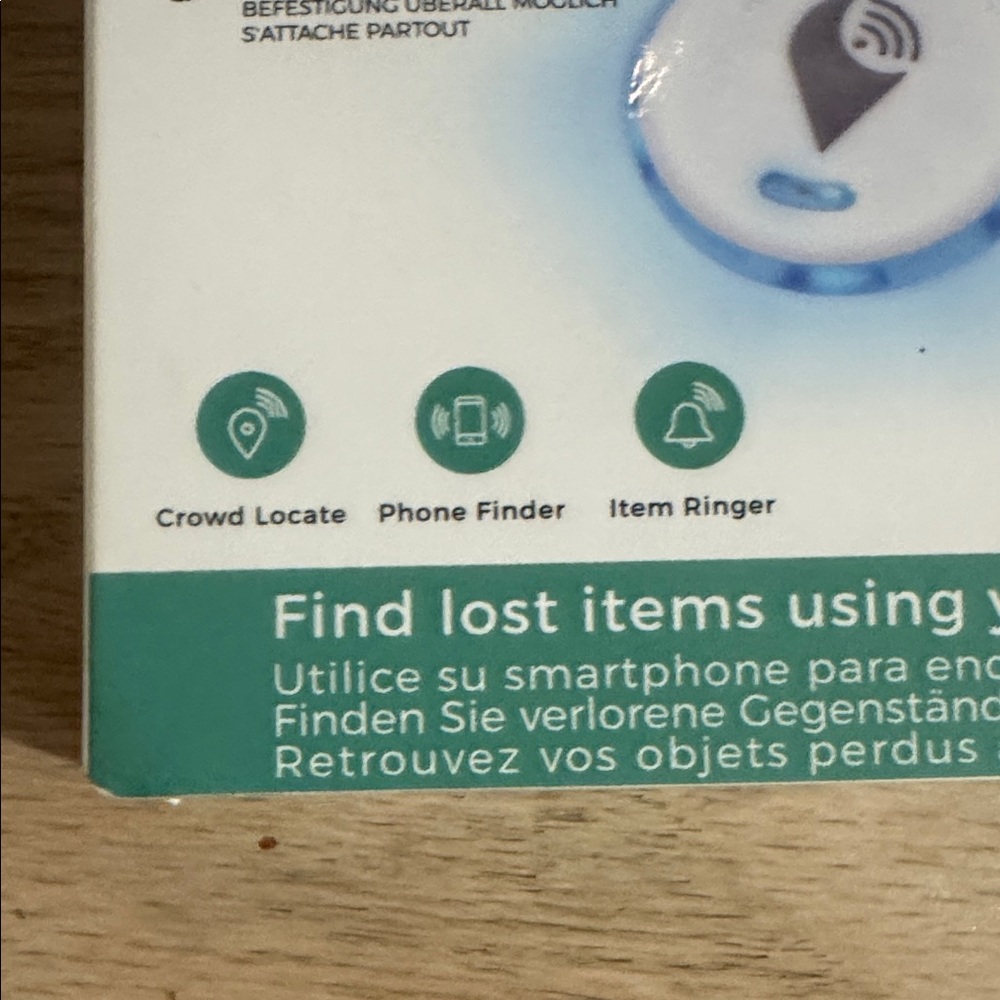 BEFESTIGUNG ÜBERALL MÖGLICH
S'ATTACHE PARTOUT
Crowd Locate
Phone Finder
Item Ringer
Find lost items using
Utilice su smartphone para
Finden Sie verlorene
Retrouvez vos objets perdus